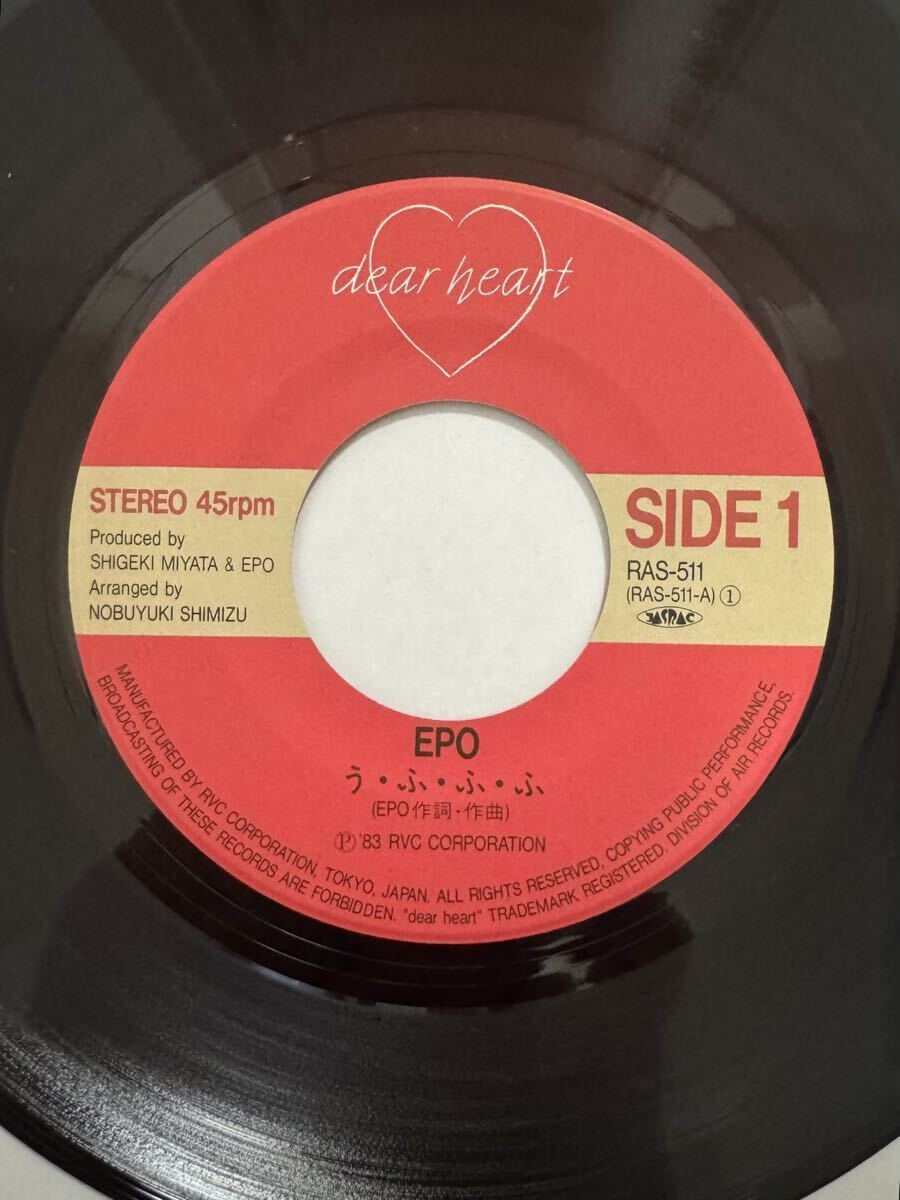 dear heart
STEREO 45rpm
Produced by
SHIGEKI MIYATA & EPO
Arranged by
NOBUYUKI SHIMIZU
SIDE 1
RAS-511
(RAS-511-A) ①
JASRAC
EPO
う・ふ・ふ・ふ
(EPO作詞・作曲)
Ⓟ '83 RVC CORPORATION
MANUFACTURED BY RVC CORPORATION, TOKYO, JAPAN. ALL RIGHTS RESERVED, COPYING PUBLIC PERFORMANCE,
BROADCASTING OF THESE RECORDS ARE FORBIDDEN. "dear heart" TRADEMARK REGISTERED. DIVISION OF AIR RECORDS.